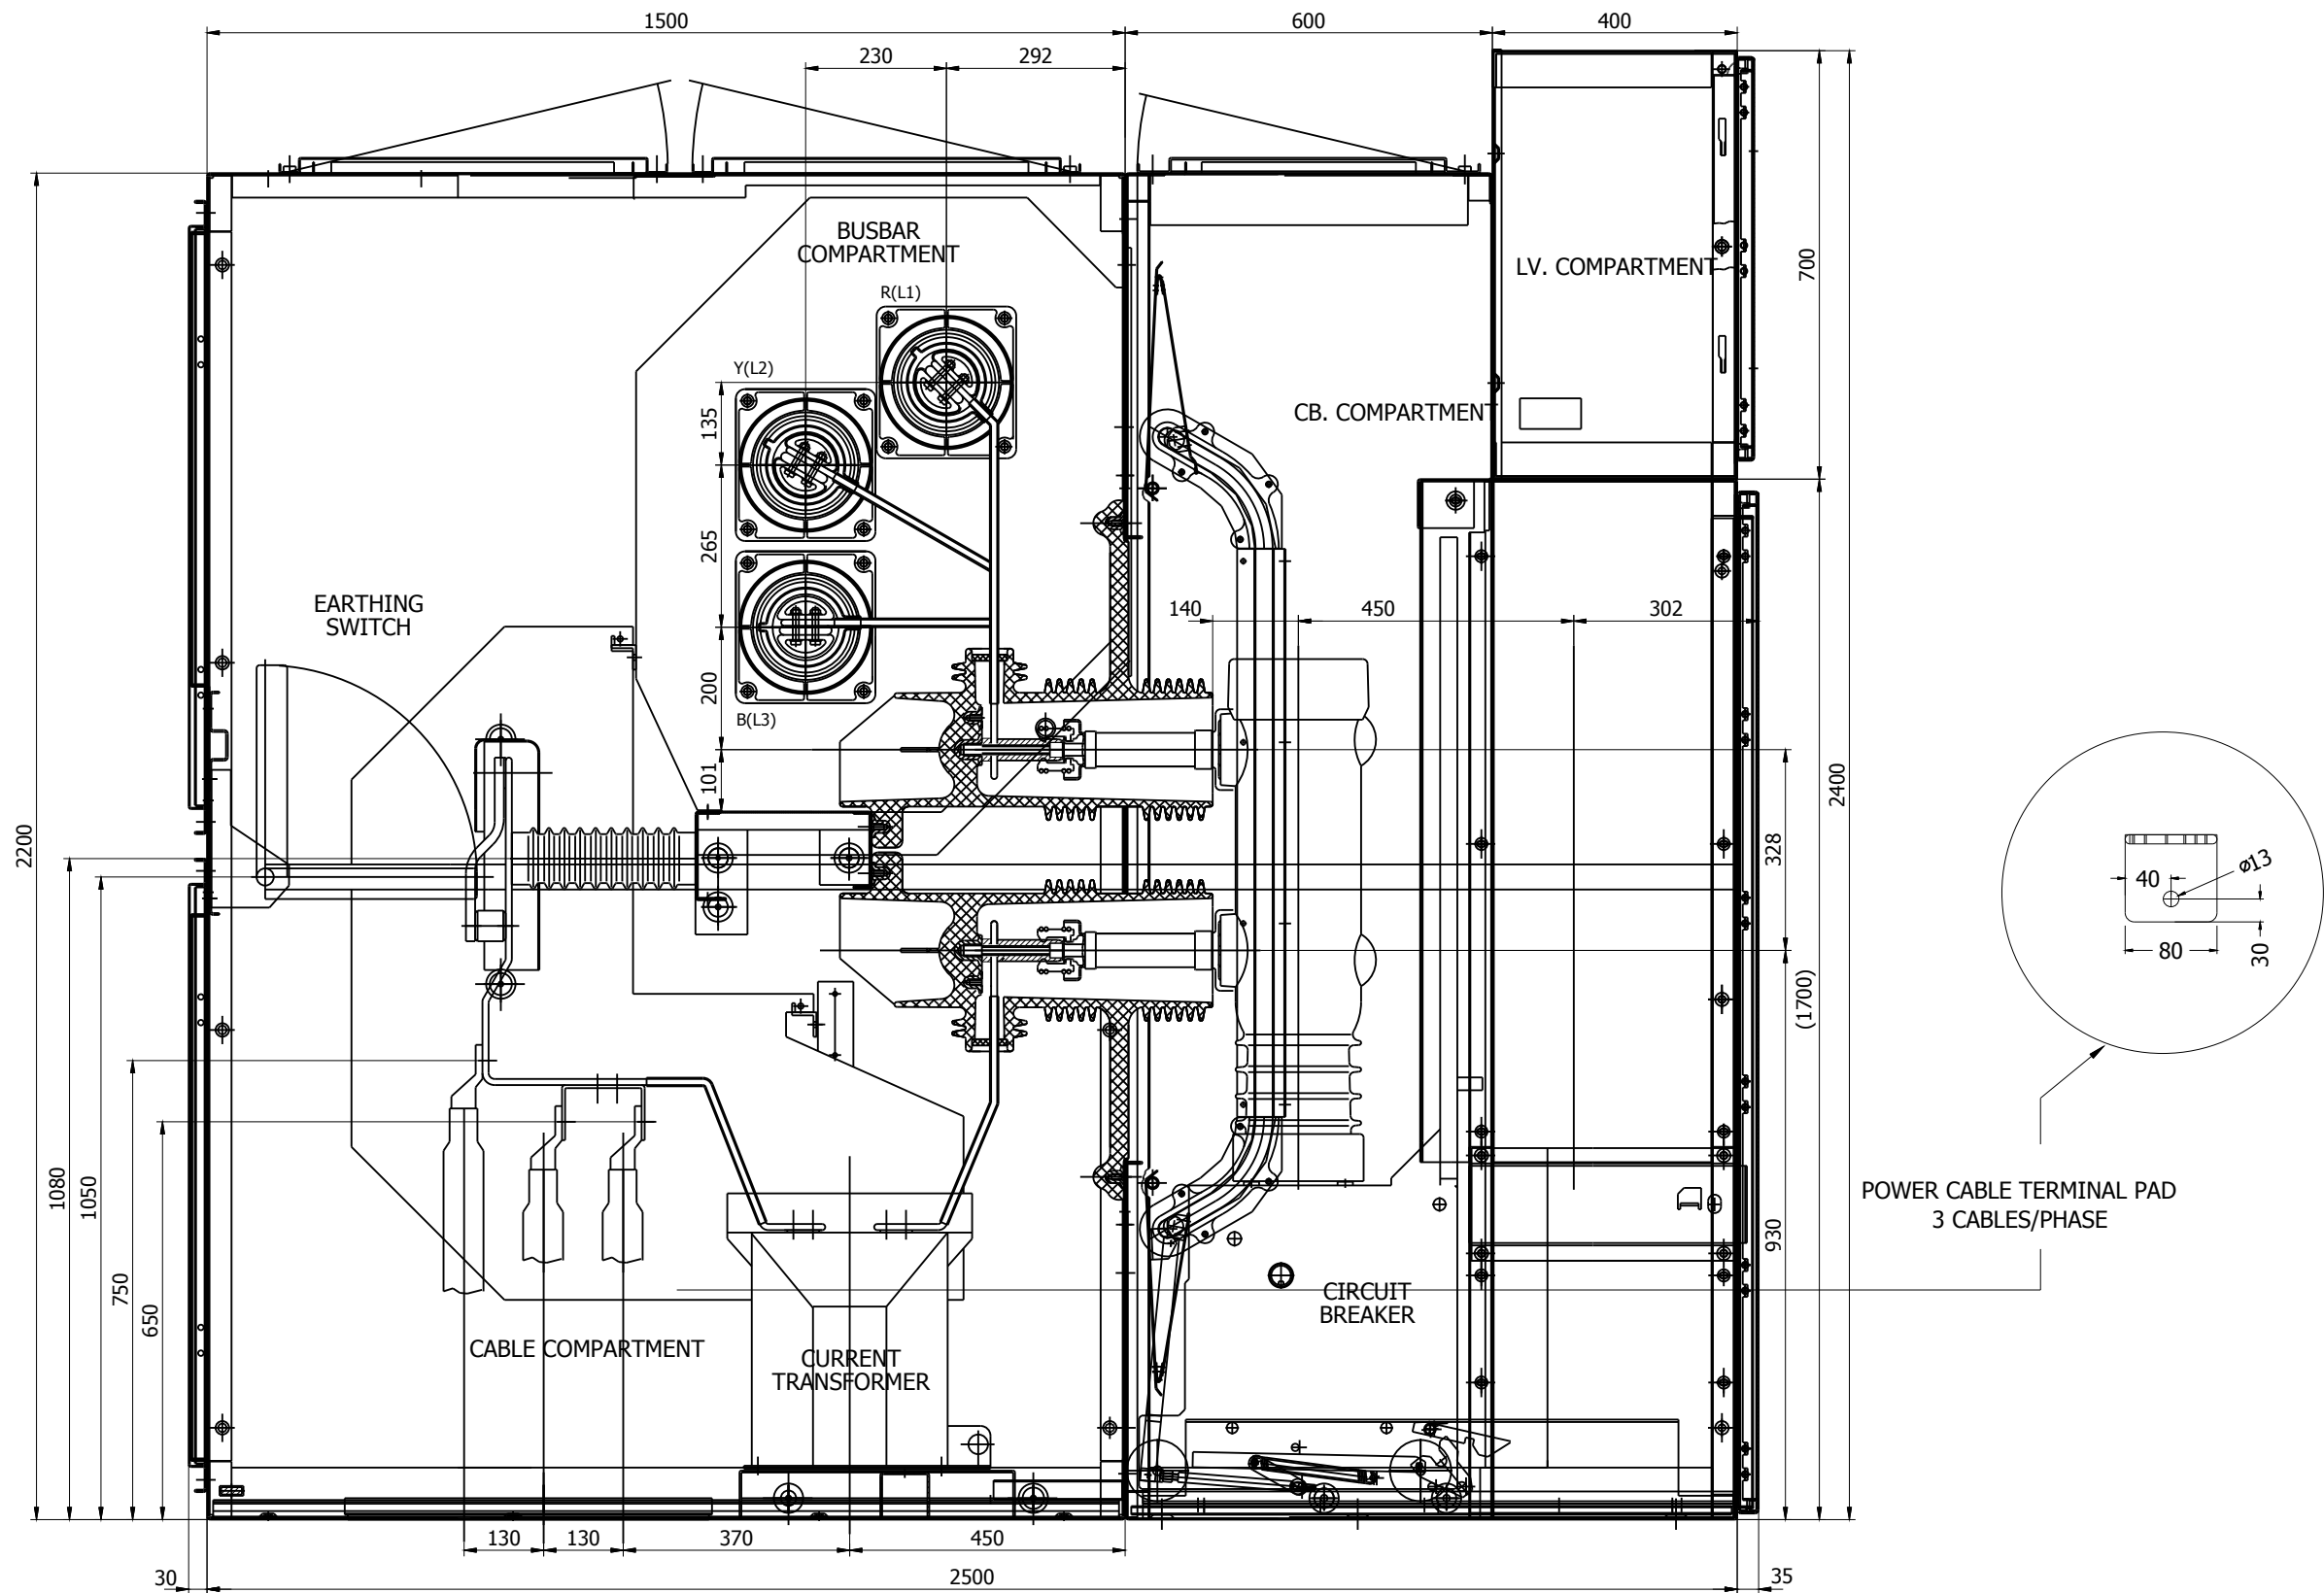 1500
600
400
230
292
BUSBAR
COMPARTMENT
LV. COMPARTMENT
700
R(L1)
Y(L2)
135
CB. COMPARTMENT
265
EARTHING
SWITCH
140
450
302
200
B(L3)
101
2200
2400
328
ø13
40
80
30
(1700)
1080
1050
750
650
930
POWER CABLE TERMINAL PAD
3 CABLES/PHASE
CIRCUIT
BREAKER
CABLE COMPARTMENT
CURRENT
TRANSFORMER
130
130
370
450
30
2500
35